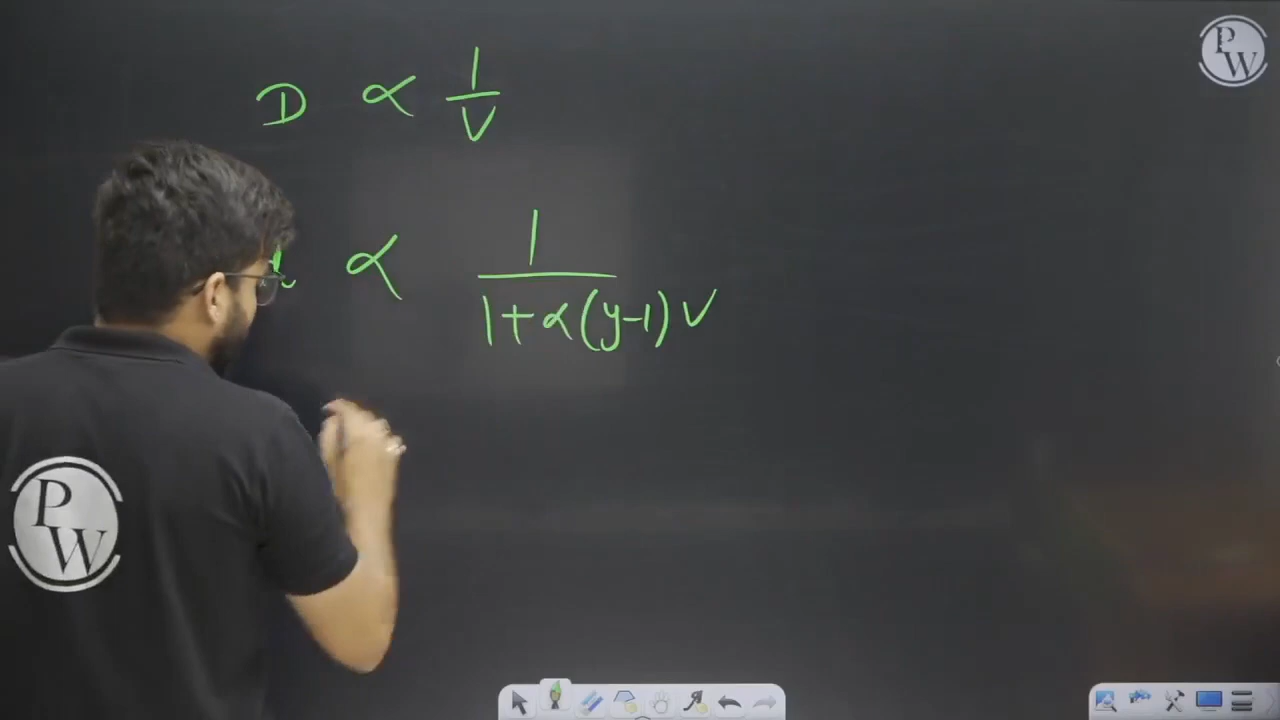 D ∝ 1/V
∝ 1/(1+α(y-1)V)
PW
PW